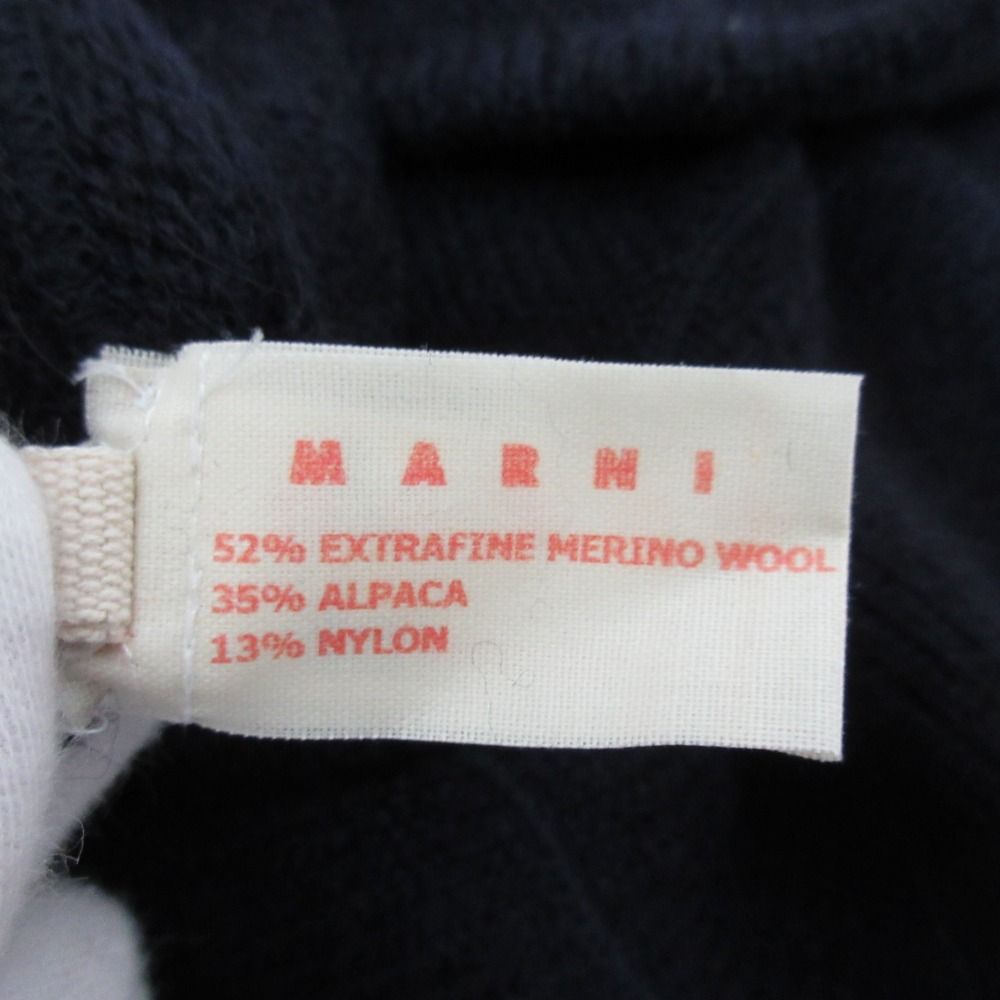 MARNI
52% EXTRAFINE MERINO WOOL
35% ALPACA
13% NYLON